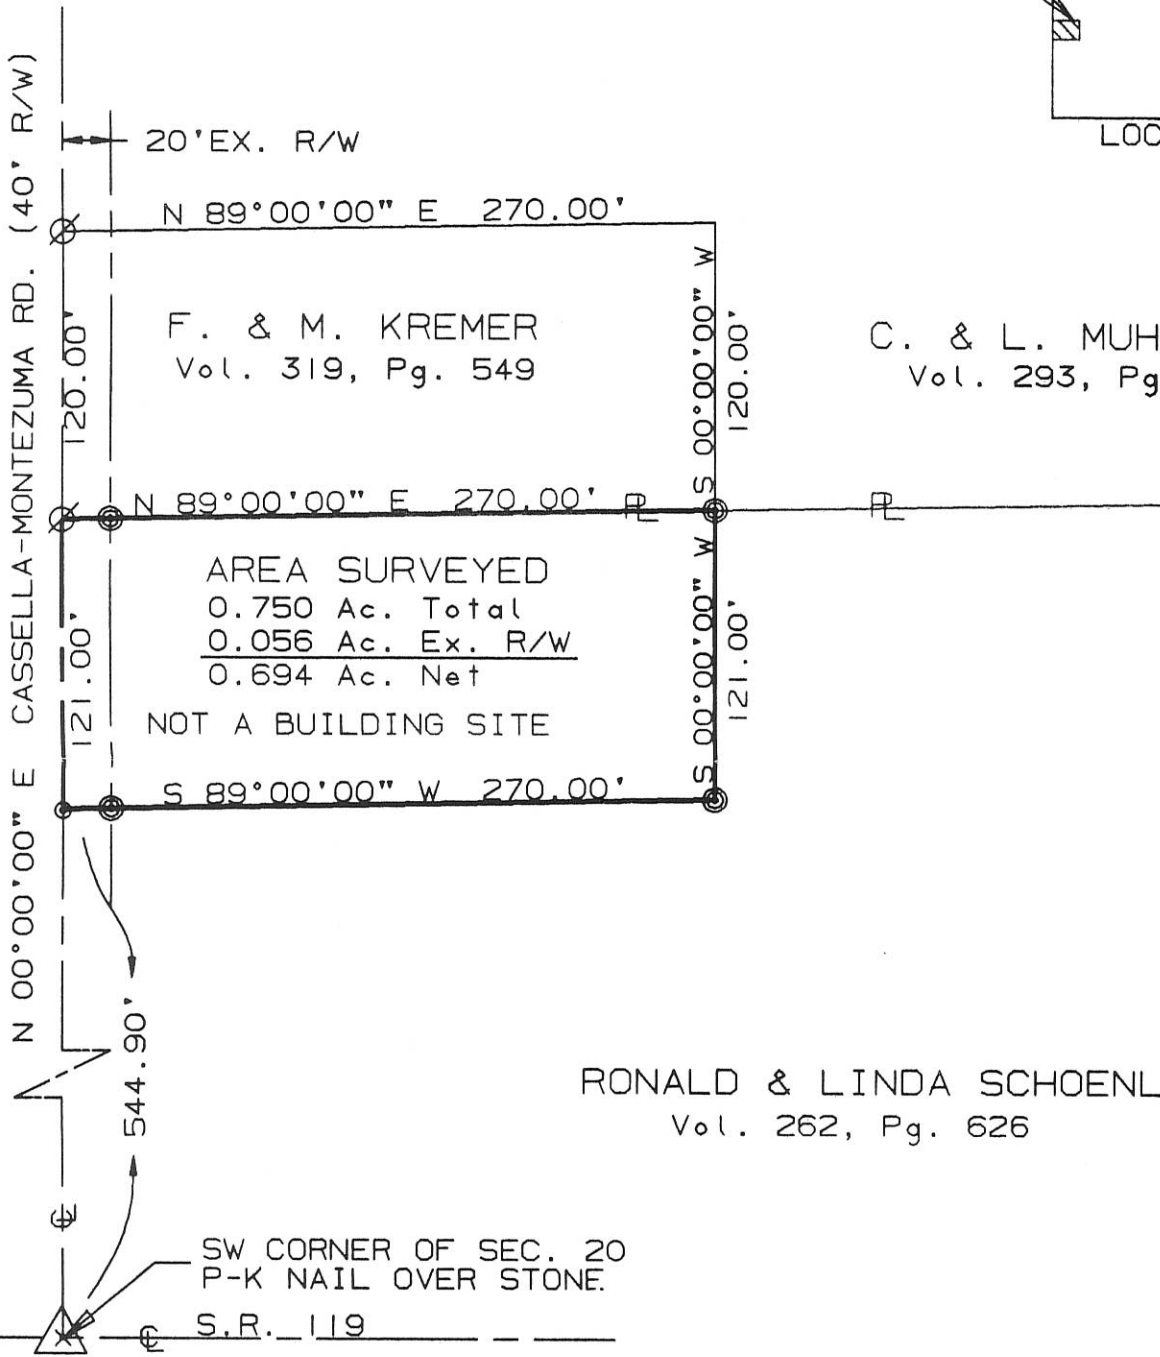 LOC
20'EX. R/W
N 89°00'00" E 270.00'
N 00°00'00" E CASSELLA-MONTEZUMA RD. (40' R/W)
F. & M. KREMER
Vol. 319, Pg. 549
120.00'
S 00°00'00" W
120.00'
C. & L. MUH
Vol. 293, Pg
N 89°00'00" E 270.00' PL
PL
AREA SURVEYED
0.750 Ac. Total
0.056 Ac. Ex. R/W
0.694 Ac. Net
NOT A BUILDING SITE
121.00'
S 00°00'00" W
121.00'
S 89°00'00" W 270.00'
544.90'
RONALD & LINDA SCHOENL
Vol. 262, Pg. 626
CL
SW CORNER OF SEC. 20
P-K NAIL OVER STONE.
CL S.R. 119